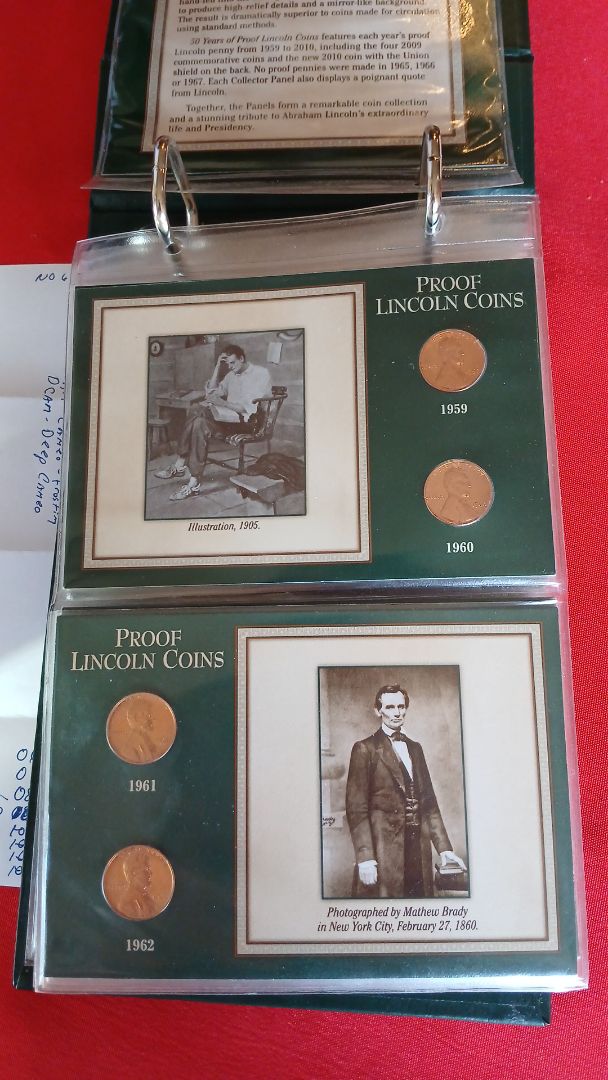 hand-fed into
to produce high-relief details and a mirror-like background.
The result is dramatically superior to coins made for circulation
using standard methods.
50 Years of Proof Lincoln Coins features each year's proof
Lincoln penny from 1959 to 2010, including the four 2009
commemorative coins and the new 2010 coin with the Union
shield on the back. No proof pennies were made in 1965, 1966
or 1967. Each Collector Panel also displays a poignant quote
from Lincoln.
Together, the Panels form a remarkable coin collection
and a stunning tribute to Abraham Lincoln's extraordinary
life and Presidency.
NO
Cameo - Frosting
DCAM - Deep Cameo
PROOF
LINCOLN COINS
1959
1960
Illustration, 1905.
PROOF
LINCOLN COINS
1961
1962
Photographed by Mathew Brady
in New York City, February 27, 1860.